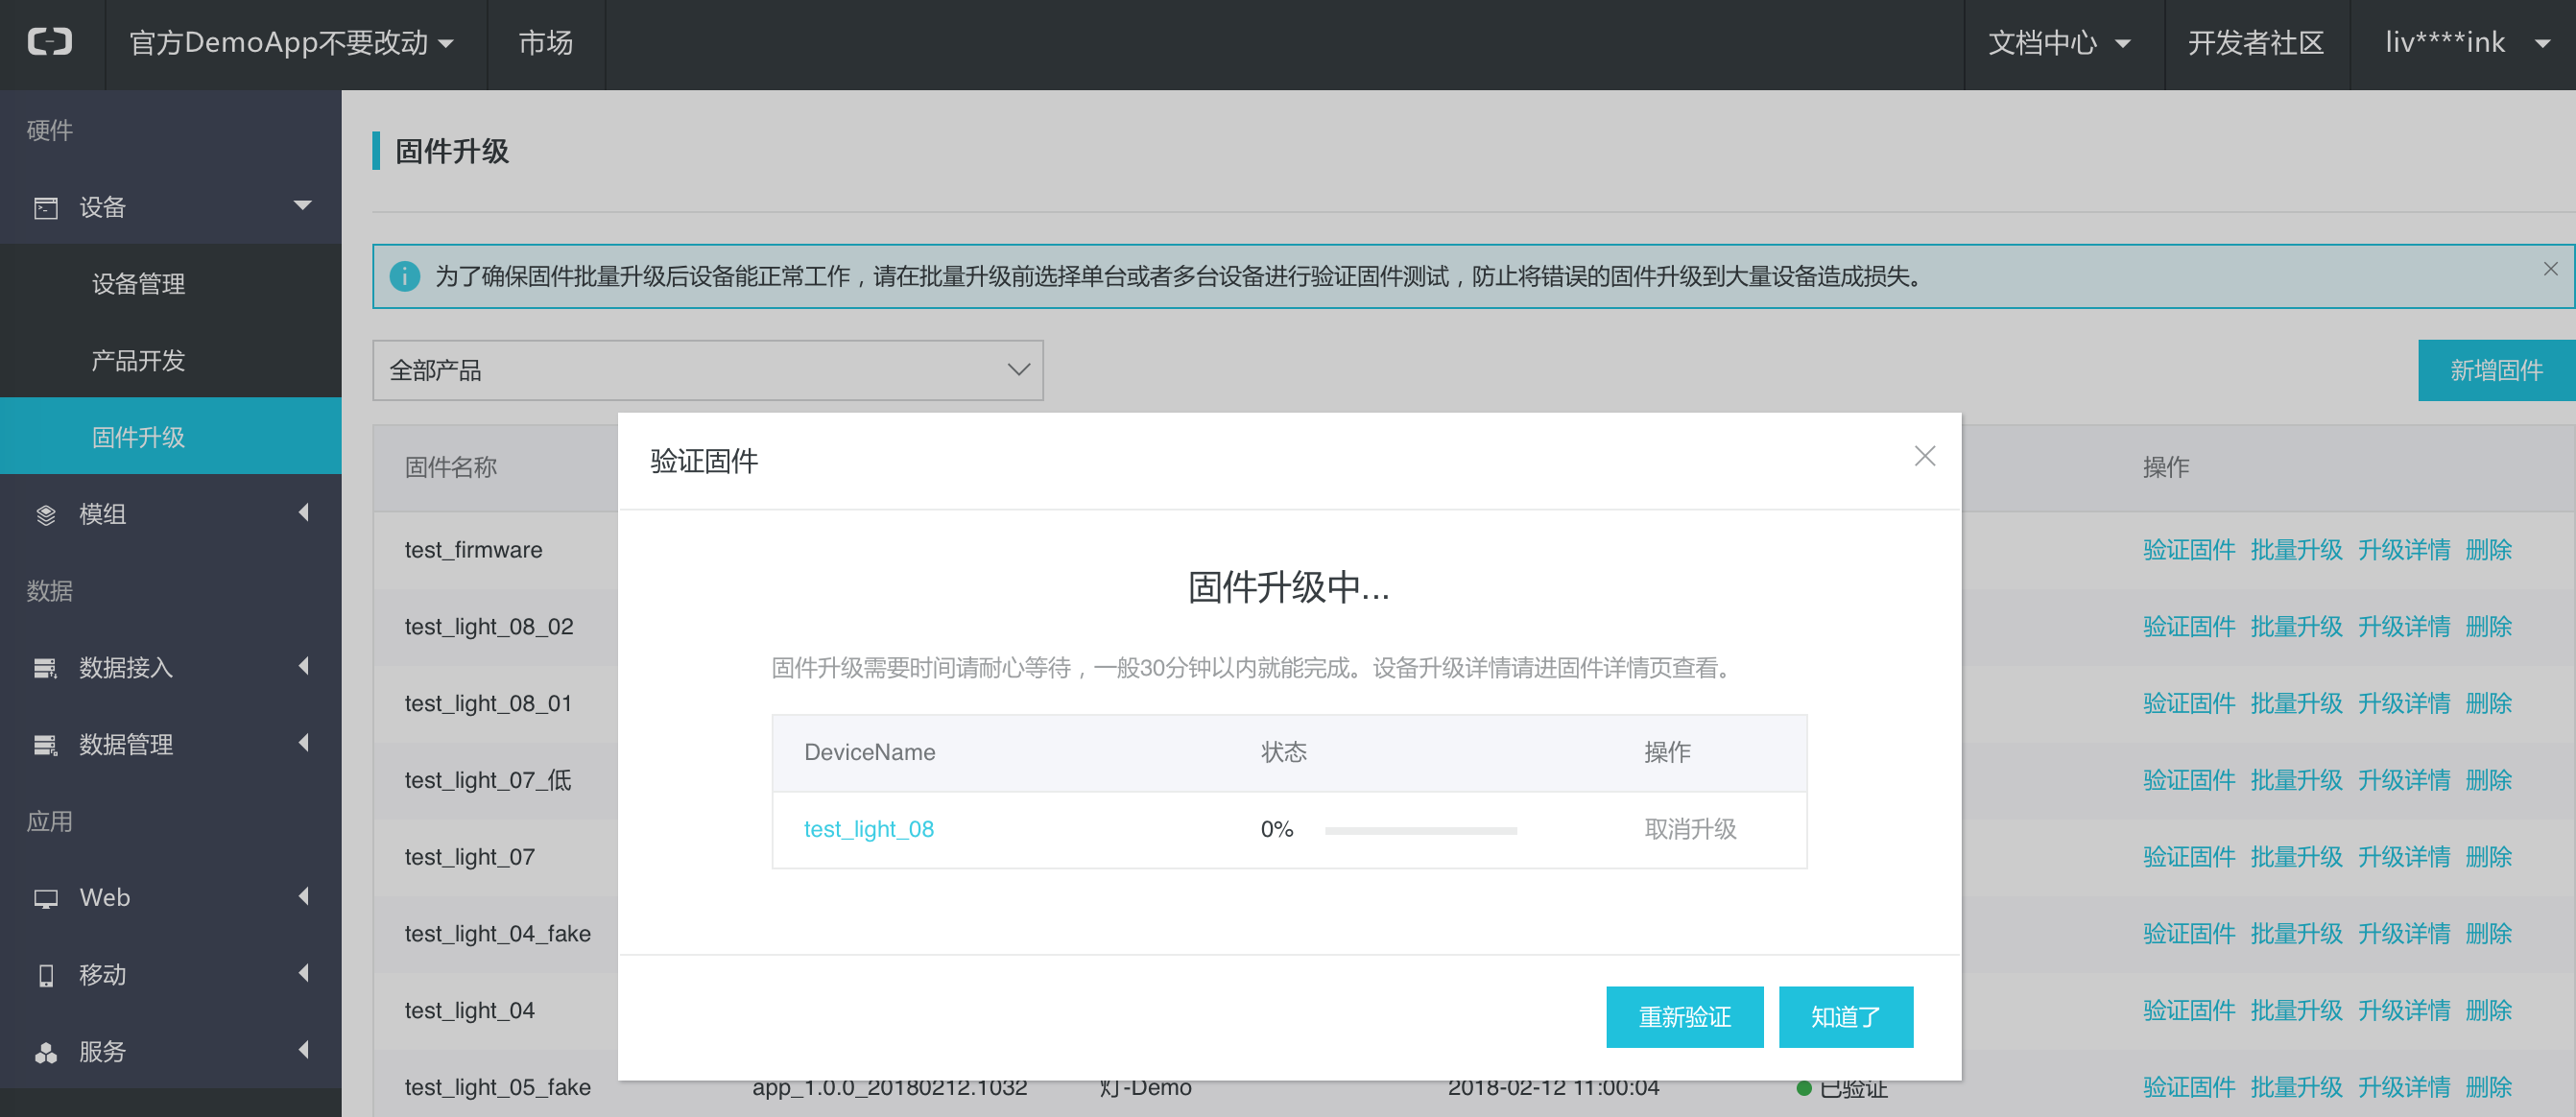 官方DemoApp不要改动
市场
文档中心
开发者社区
liv****ink
硬件
设备
设备管理
产品开发
固件升级
模组
数据
数据接入
数据管理
应用
Web
移动
服务
固件升级
为了确保固件批量升级后设备能正常工作，请在批量升级前选择单台或者多台设备进行验证固件测试，防止将错误的固件升级到大量设备造成损失。
全部产品
新增固件
固件名称 操作
test_firmware 验证固件 批量升级 升级详情 删除
test_light_08_02 验证固件 批量升级 升级详情 删除
test_light_08_01 验证固件 批量升级 升级详情 删除
test_light_07_低 验证固件 批量升级 升级详情 删除
test_light_07 验证固件 批量升级 升级详情 删除
test_light_04_fake 验证固件 批量升级 升级详情 删除
test_light_04 验证固件 批量升级 升级详情 删除
test_light_05_fake app_1.0.0_20180212.1032 灯-Demo 2018-02-12 11:00:04 已验证 验证固件 批量升级 升级详情 删除
验证固件
固件升级中...
固件升级需要时间请耐心等待，一般30分钟以内就能完成。设备升级详情请进固件详情页查看。
DeviceName 状态 操作
test_light_08 0% 取消升级
重新验证 知道了